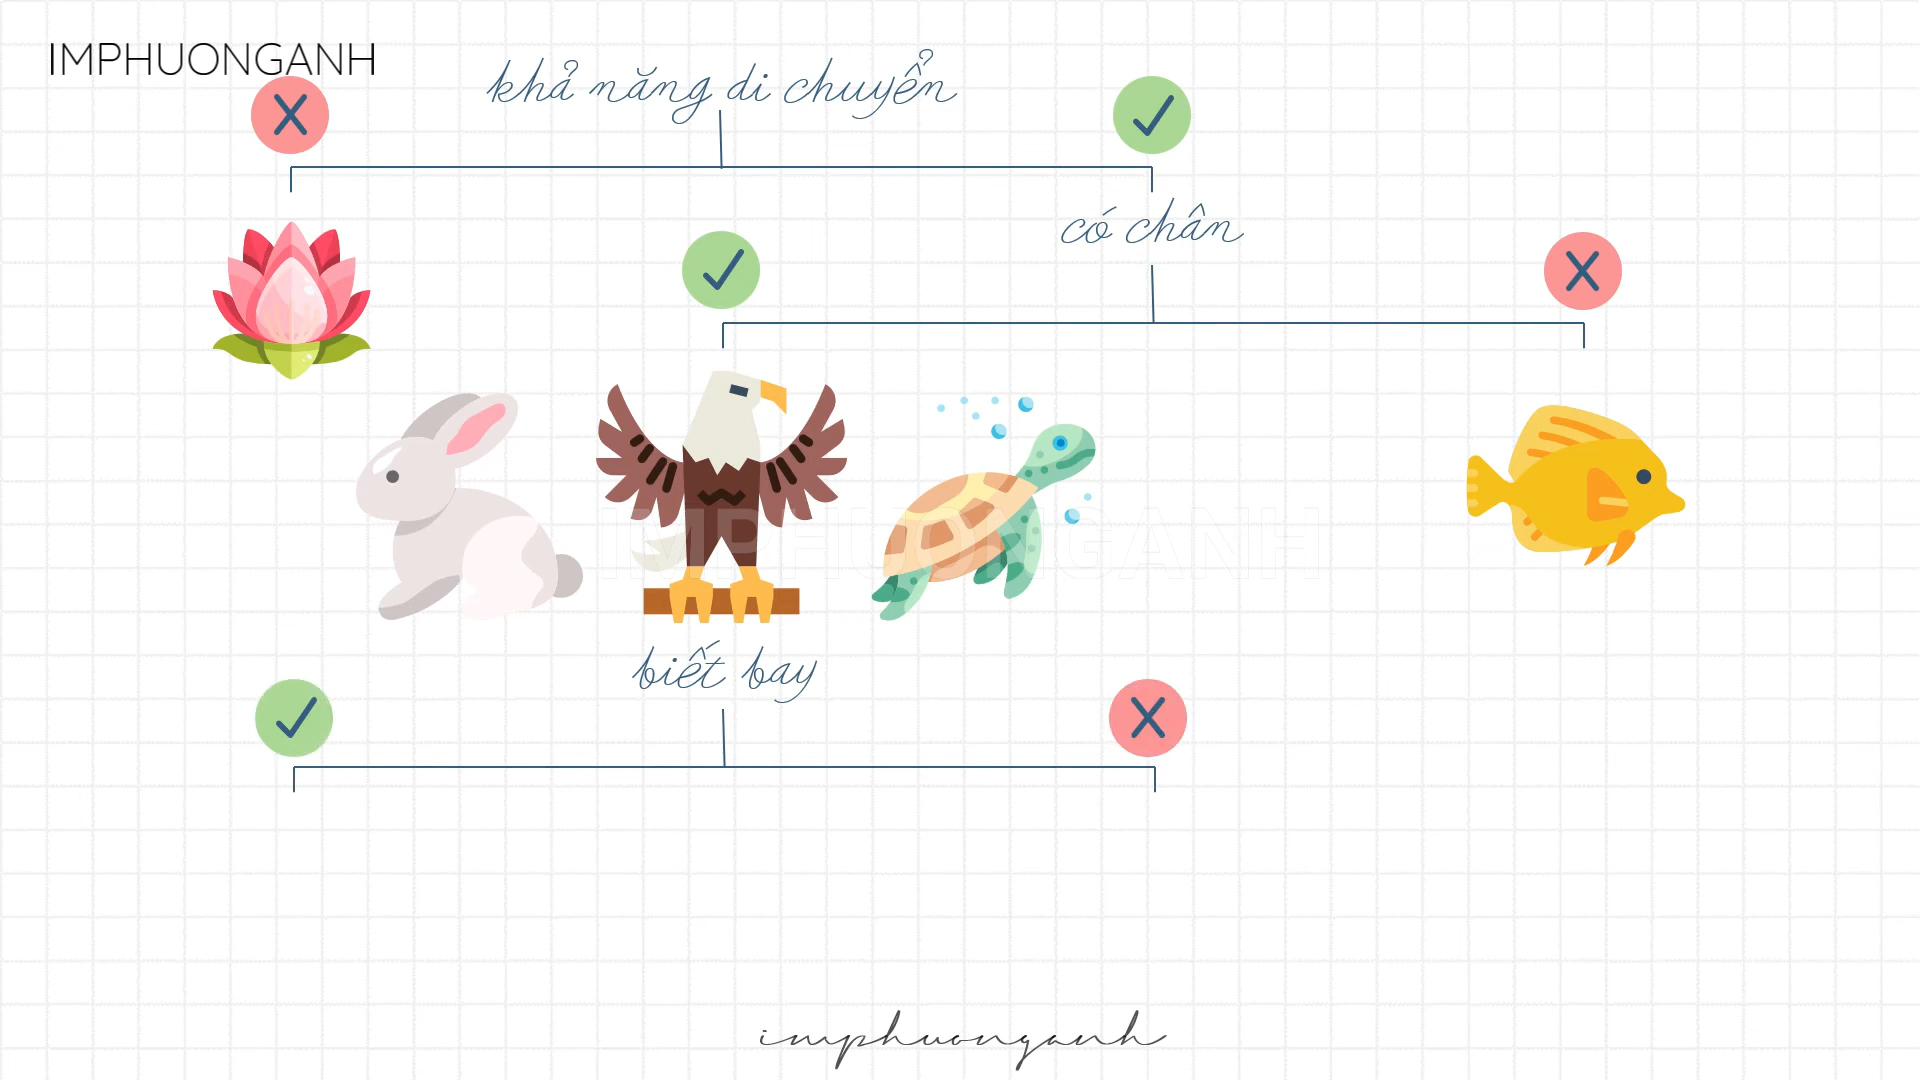 IMPHUONGANH
khả năng di chuyển
có chân
IMPHUONGANH
biết bay
imphuonganh